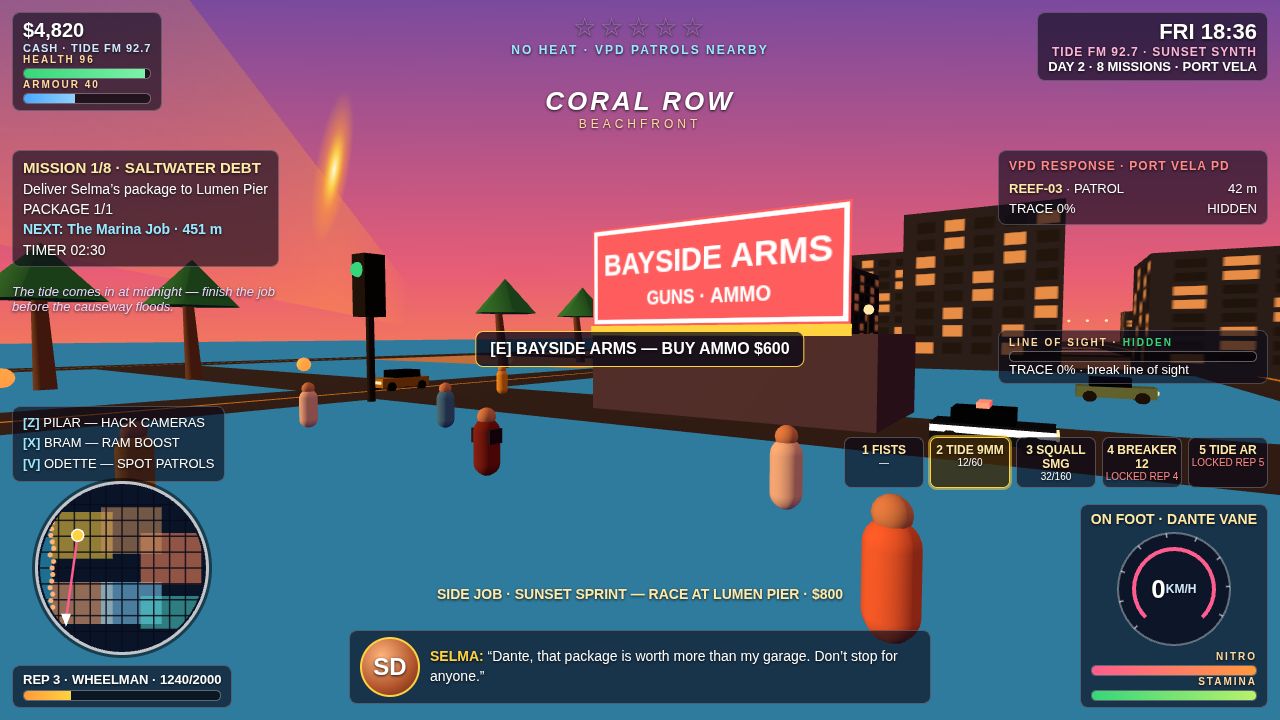 $4,820
CASH · TIDE FM 92.7
HEALTH 96
ARMOUR 40
NO HEAT · VPD PATROLS NEARBY
FRI 18:36
TIDE FM 92.7 · SUNSET SYNTH
DAY 2 · 8 MISSIONS · PORT VELA
CORAL ROW
BEACHFRONT
MISSION 1/8 · SALTWATER DEBT
Deliver Selma's package to Lumen Pier
PACKAGE 1/1
NEXT: The Marina Job · 451 m
TIMER 02:30
The tide comes in at midnight — finish the job
before the causeway floods.
VPD RESPONSE · PORT VELA PD
REEF-03 · PATROL 42 m
TRACE 0% HIDDEN
BAYSIDE ARMS
GUNS · AMMO
[E] BAYSIDE ARMS — BUY AMMO $600
LINE OF SIGHT · HIDDEN
TRACE 0% · break line of sight
[Z] PILAR — HACK CAMERAS
[X] BRAM — RAM BOOST
[V] ODETTE — SPOT PATROLS
1 FISTS
—
2 TIDE 9MM
12/60
3 SQUALL
SMG
32/160
4 BREAKER
12
LOCKED REP 4
5 TIDE AR
LOCKED REP 5
ON FOOT · DANTE VANE
0 KM/H
NITRO
STAMINA
SIDE JOB · SUNSET SPRINT — RACE AT LUMEN PIER · $800
SD
SELMA: “Dante, that package is worth more than my garage. Don’t stop for
anyone.”
REP 3 · WHEELMAN · 1240/2000